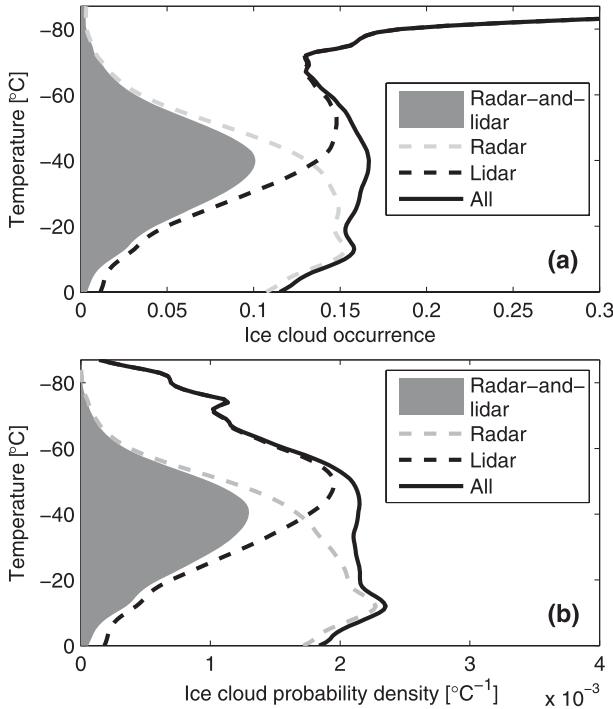 −80
−60
−40
−20
0
Temperature [°C]
Radar−and−
lidar
Radar
Lidar
All
(a)
0 0.05 0.1 0.15 0.2 0.25 0.3
Ice cloud occurrence
−80
−60
−40
−20
0
Temperature [°C]
Radar−and−
lidar
Radar
Lidar
All
(b)
0 1 2 3 4
Ice cloud probability density [°C⁻¹] x 10⁻³